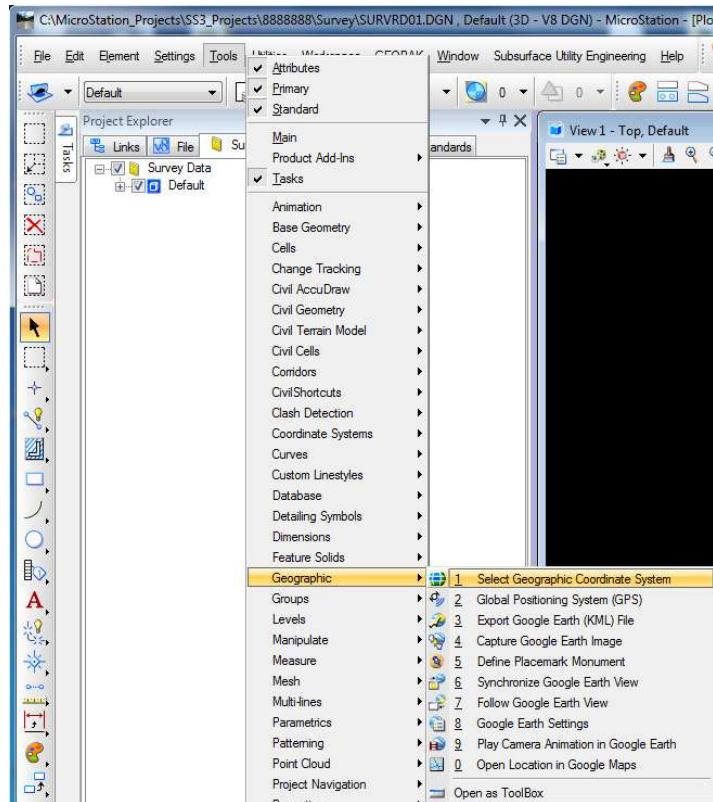 C:\MicroStation_Projects\SS3_Projects\8888888\Survey\SURVRD01.DGN , Default (3D - V8 DGN) - MicroStation - [Plo
File Edit Element Settings Tools Window Subsurface Utility Engineering Help
Default
0
0
Project Explorer
Tasks
Links
File
Su
andards
Survey Data
Default
View 1 - Top, Default
Attributes
Primary
Standard
Main
Product Add-Ins
Tasks
Animation
Base Geometry
Cells
Change Tracking
Civil AccuDraw
Civil Geometry
Civil Terrain Model
Civil Cells
Corridors
CivilShortcuts
Clash Detection
Coordinate Systems
Curves
Custom Linestyles
Database
Detailing Symbols
Dimensions
Feature Solids
Geographic
Groups
Levels
Manipulate
Measure
Mesh
Multi-lines
Parametrics
Patterning
Point Cloud
Project Navigation
1 Select Geographic Coordinate System
2 Global Positioning System (GPS)
3 Export Google Earth (KML) File
4 Capture Google Earth Image
5 Define Placemark Monument
6 Synchronize Google Earth View
7 Follow Google Earth View
8 Google Earth Settings
9 Play Camera Animation in Google Earth
0 Open Location in Google Maps
Open as ToolBox